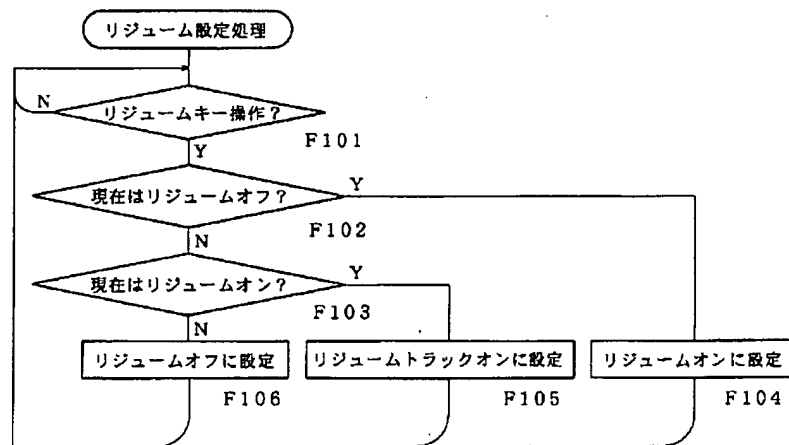 リジューム設定処理
N
リジュームキー操作？
F101
Y
現在はリジュームオフ？
Y
F102
N
現在はリジュームオン？
Y
F103
N
リジュームオフに設定
リジュームトラックオンに設定
リジュームオンに設定
F106
F105
F104